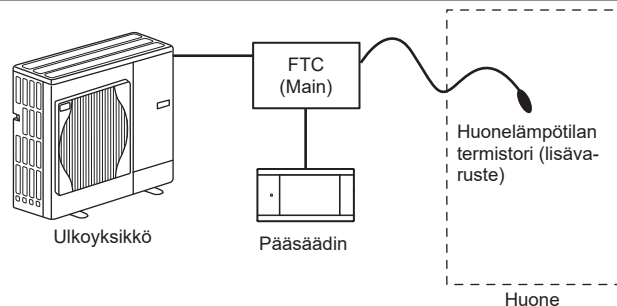 FTC
(Main)
Huonelämpötilan
termistori (lisäva-
ruste)
Ulkoyksikkö
Pääsäädin
Huone